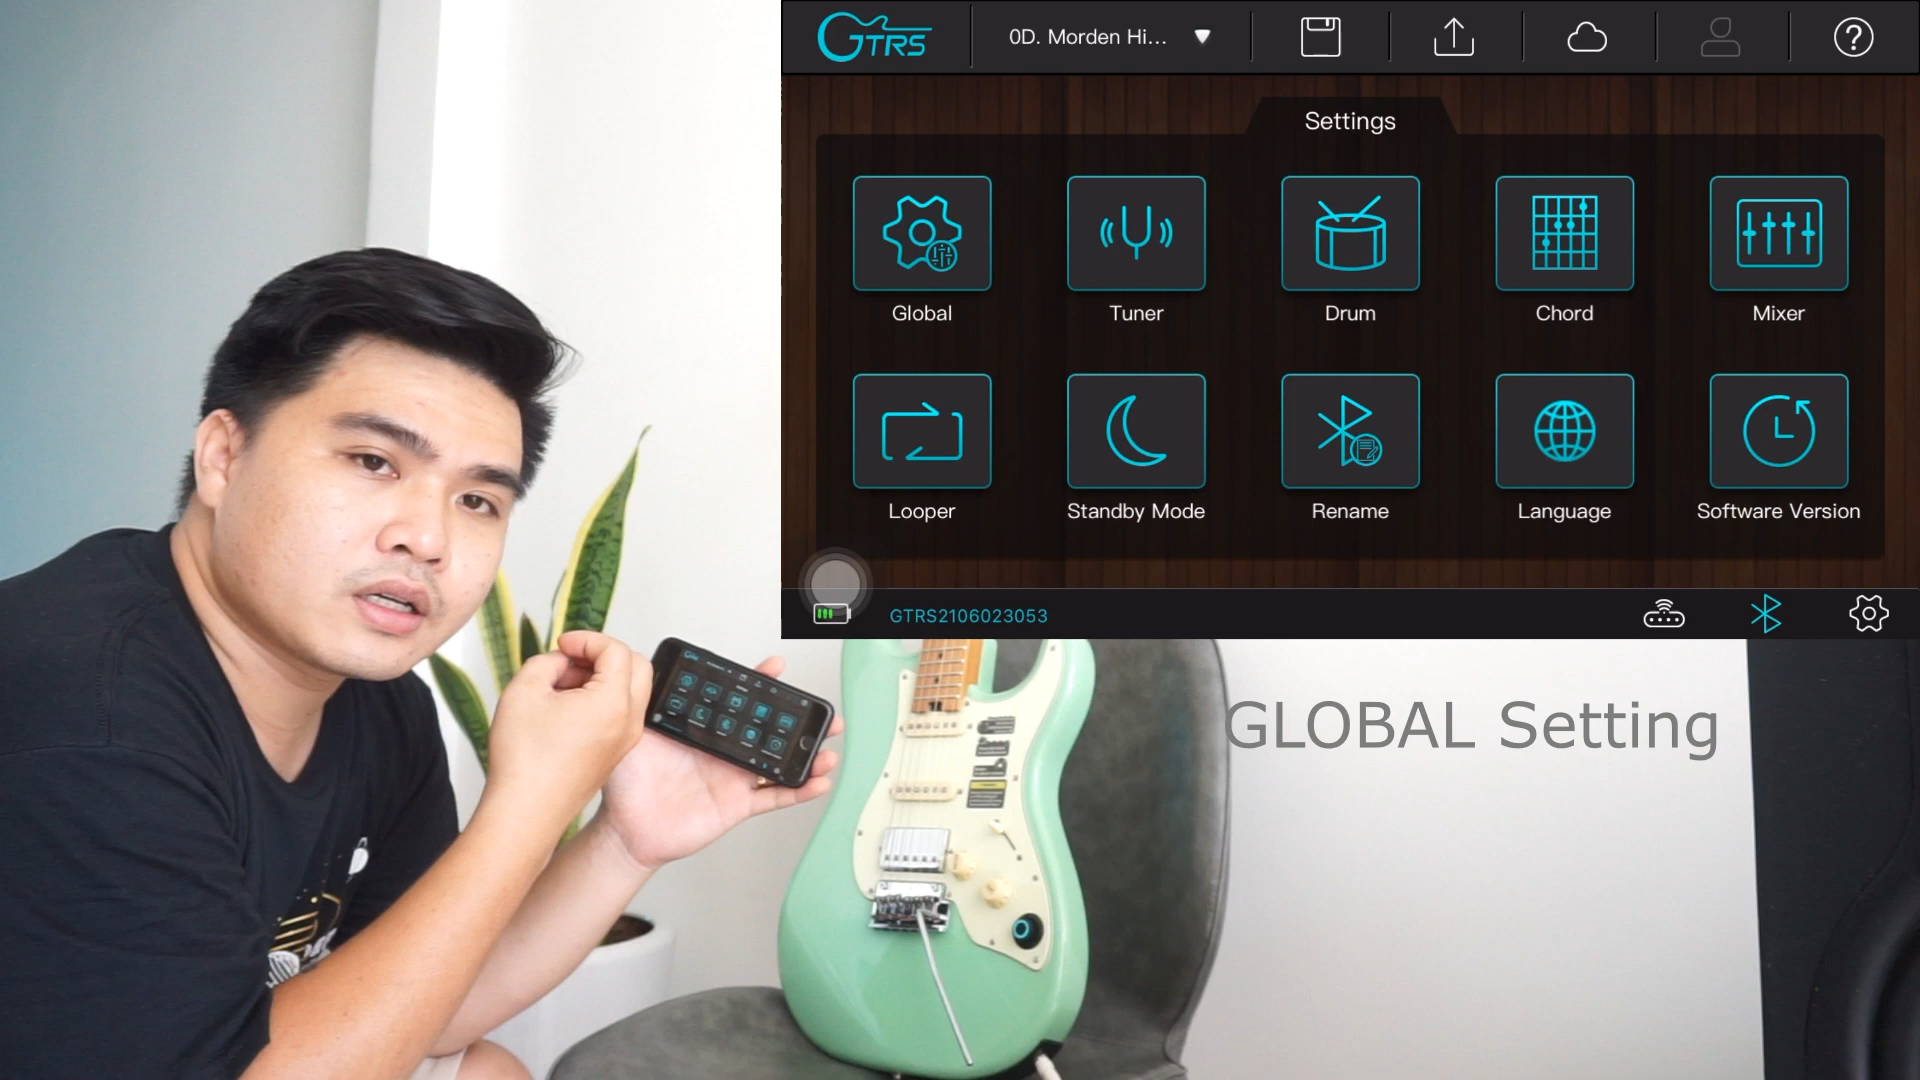 GTRS
0D. Morden Hi...
Settings
Global
Tuner
Drum
Chord
Mixer
Looper
Standby Mode
Rename
Language
Software Version
GTRS2106023053
GLOBAL Setting